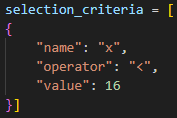 selection_criteria = [
{
    "name": "x",
    "operator": "<",
    "value": 16
}]